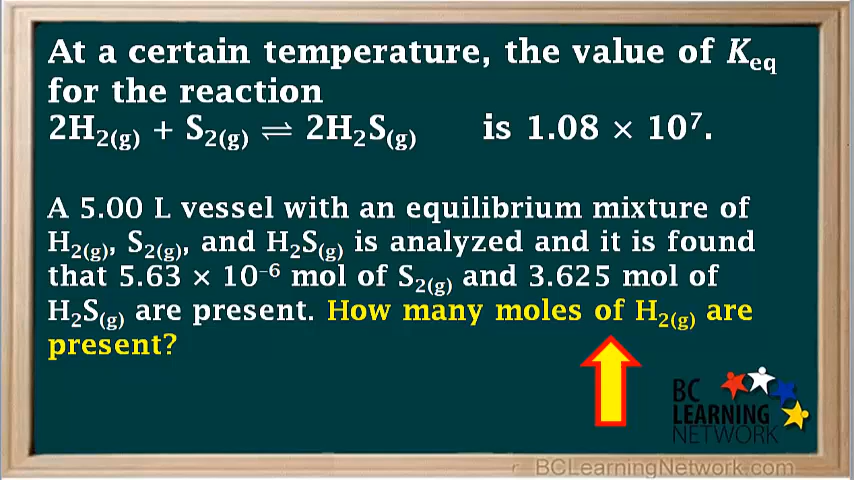 At a certain temperature, the value of Keq
for the reaction
2H2(g) + S2(g) ⇌ 2H2S(g) is 1.08 × 10⁷.
A 5.00 L vessel with an equilibrium mixture of
H2(g), S2(g), and H2S(g) is analyzed and it is found
that 5.63 × 10⁻⁶ mol of S2(g) and 3.625 mol of
H2S(g) are present. How many moles of H2(g) are
present?
BC
LEARNING
NETWORK
BCLearningNetwork.com